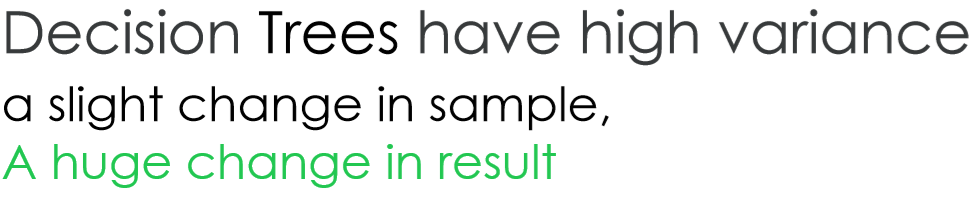 Decision Trees have high variance
a slight change in sample,
A huge change in result